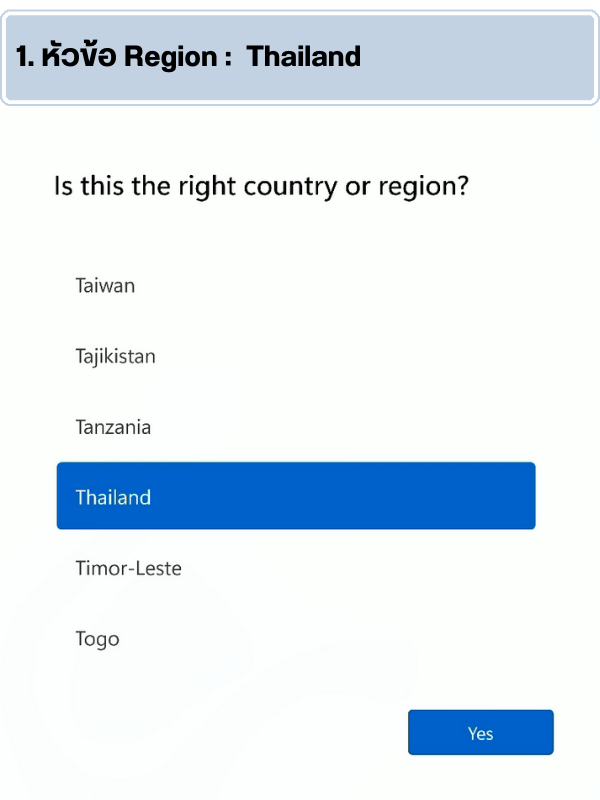 1. หัวข้อ Region : Thailand
Is this the right country or region?
Taiwan
Tajikistan
Tanzania
Thailand
Timor-Leste
Togo
Yes